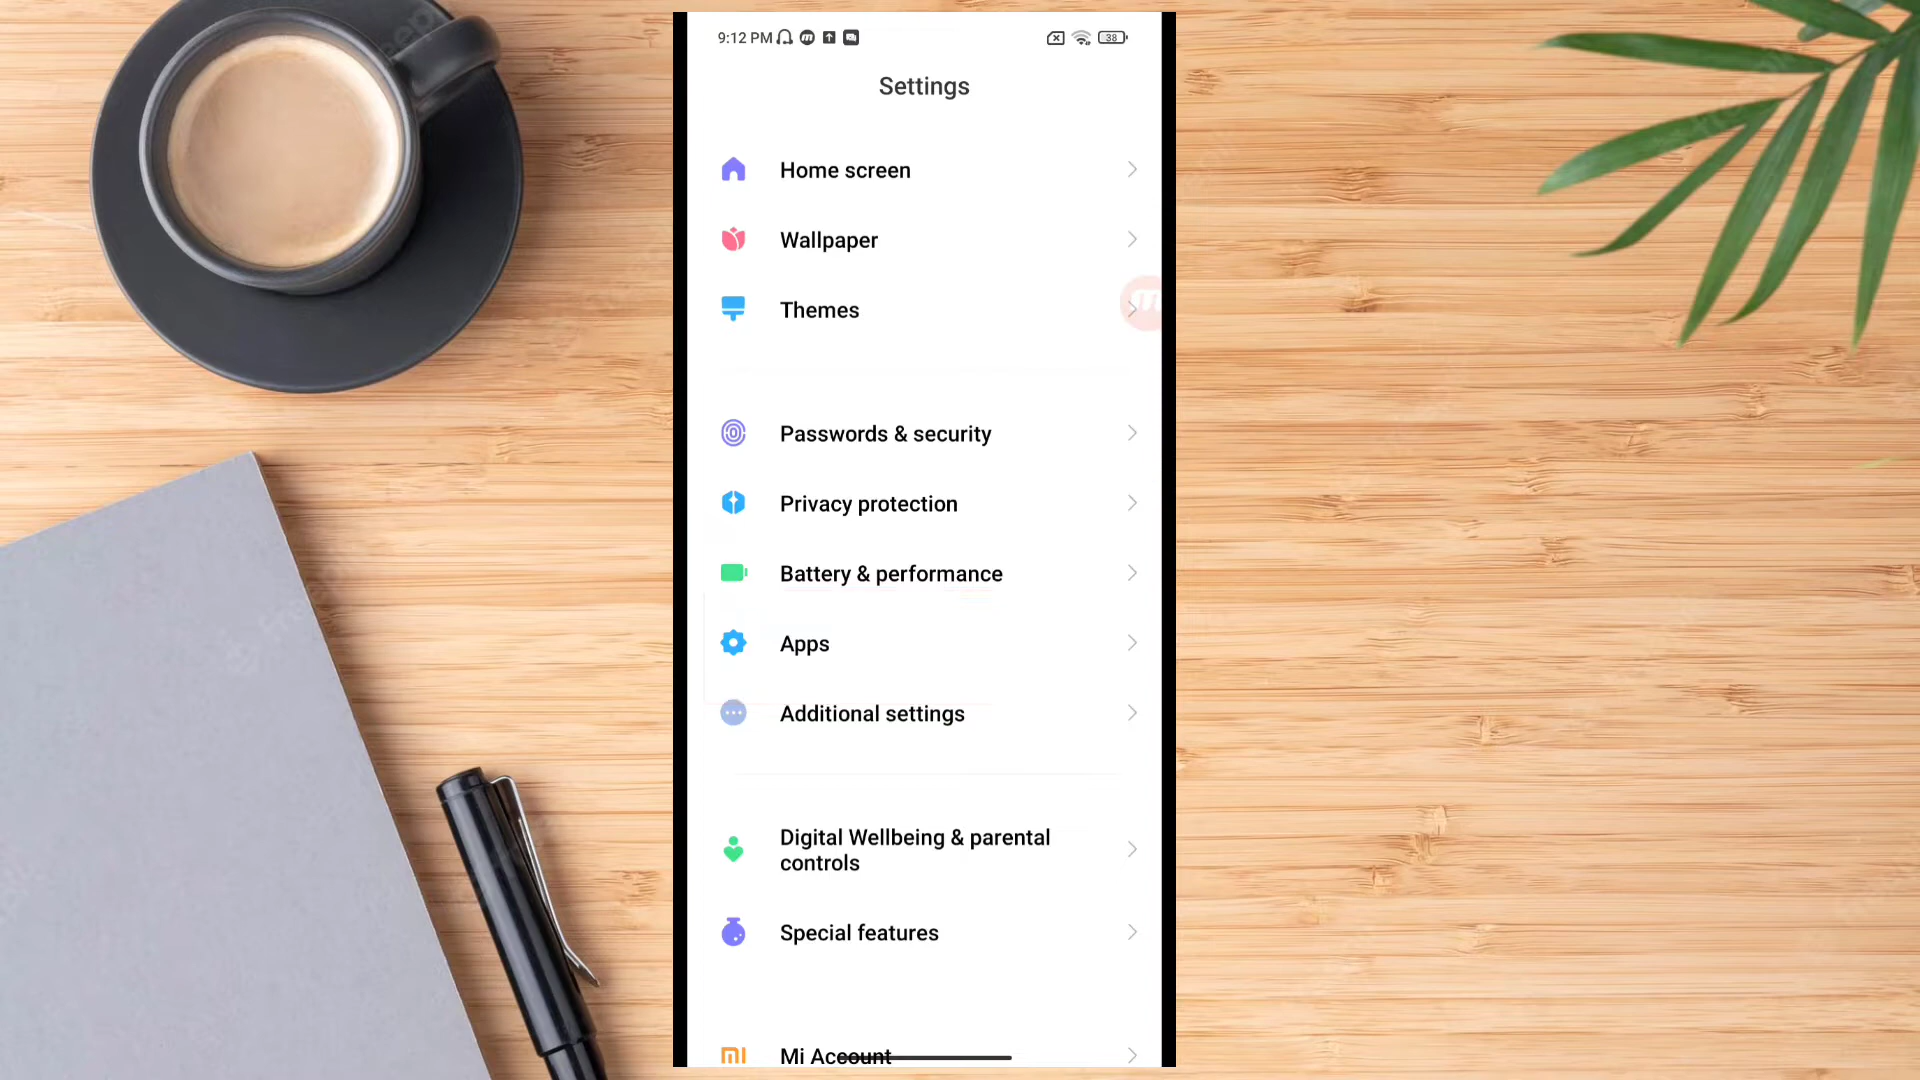 9:12 PM
38
Settings
Home screen
Wallpaper
Themes
Passwords & security
Privacy protection
Battery & performance
Apps
Additional settings
Digital Wellbeing & parental
controls
Special features
Mi Account